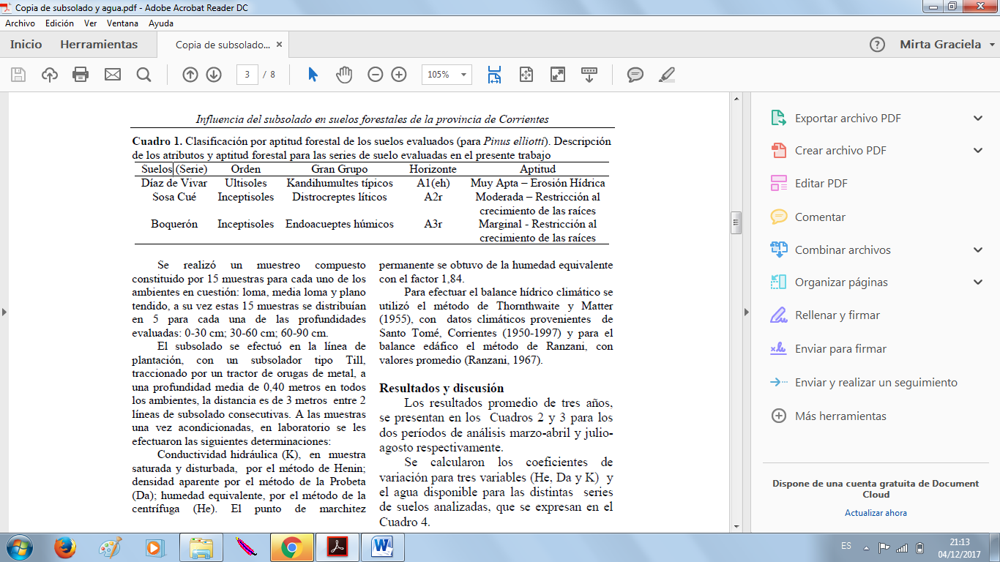 Copia de subsolado y agua.pdf - Adobe Acrobat Reader DC
Archivo Edición Ver Ventana Ayuda
Inicio Herramientas Copia de subsolado... × Mirta Graciela
3 / 8 105%
Influencia del subsolado en suelos forestales de la provincia de Corrientes
Cuadro 1. Clasificación por aptitud forestal de los suelos evaluados (para Pinus elliotti). Descripción
de los atributos y aptitud forestal para las series de suelo evaluadas en el presente trabajo
Suelos (Serie) Orden Gran Grupo Horizonte Aptitud
Díaz de Vivar Ultisoles Kandihumultes típicos A1(eh) Muy Apta – Erosión Hídrica
Sosa Cué Inceptisoles Distrocreptes líticos A2r Moderada – Restricción al
crecimiento de las raíces
Boquerón Inceptisoles Endoacueptes húmicos A3r Marginal - Restricción al
crecimiento de las raíces
Se realizó un muestreo compuesto
constituido por 15 muestras para cada uno de los
ambientes en cuestión: loma, media loma y plano
tendido, a su vez estas 15 muestras se distribuían
en 5 para cada una de las profundidades
evaluadas: 0-30 cm; 30-60 cm; 60-90 cm.
El subsolado se efectuó en la línea de
plantación, con un subsolador tipo Till,
traccionado por un tractor de orugas de metal, a
una profundidad media de 0,40 metros en todos
los ambientes, la distancia es de 3 metros entre 2
líneas de subsolado consecutivas. A las muestras
una vez acondicionadas, en laboratorio se les
efectuaron las siguientes determinaciones:
Conductividad hidráulica (K), en muestra
saturada y disturbada, por el método de Henin;
densidad aparente por el método de la Probeta
(Da); humedad equivalente, por el método de la
centrífuga (He). El punto de marchitez
permanente se obtuvo de la humedad equivalente
con el factor 1,84.
Para efectuar el balance hídrico climático se
utilizó el método de Thornthwaite y Matter
(1955), con datos climáticos provenientes de
Santo Tomé, Corrientes (1950-1997) y para el
balance edáfico el método de Ranzani, con
valores promedio (Ranzani, 1967).
Resultados y discusión
Los resultados promedio de tres años,
se presentan en los Cuadros 2 y 3 para los
dos períodos de análisis marzo-abril y julio-
agosto respectivamente.
Se calcularon los coeficientes de
variación para tres variables (He, Da y K) y
el agua disponible para las distintas series
de suelos analizadas, que se expresan en el
Cuadro 4.
Exportar archivo PDF
Crear archivo PDF
Editar PDF
Comentar
Combinar archivos
Organizar páginas
Rellenar y firmar
Enviar para firmar
Enviar y realizar un seguimiento
Más herramientas
Dispone de una cuenta gratuita de Document
Cloud
Actualizar ahora
ES 21:13
04/12/2017